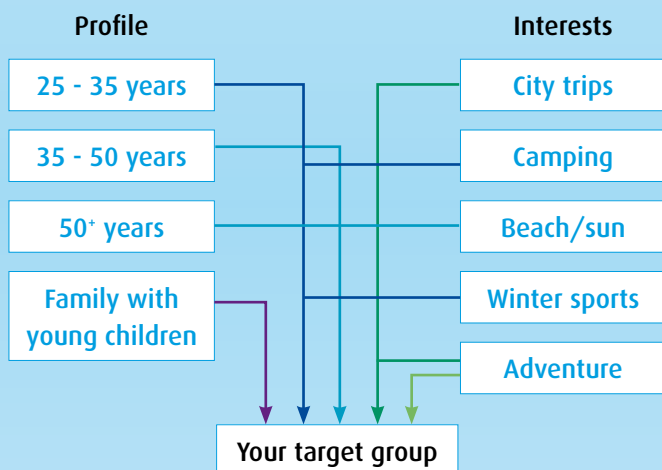 Profile
25 - 35 years
35 - 50 years
50+ years
Family with
young children
Interests
City trips
Camping
Beach/sun
Winter sports
Adventure
Your target group